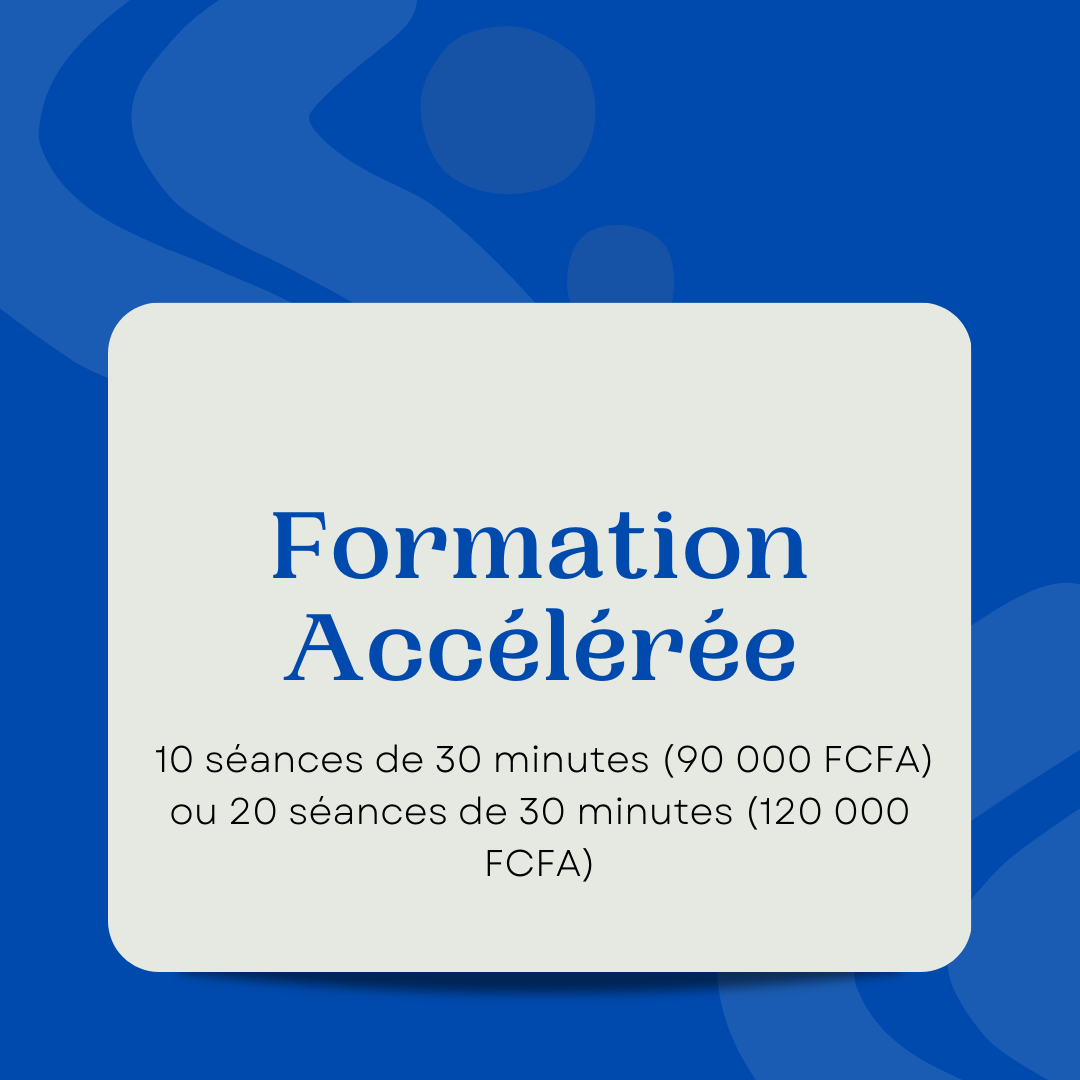 Formation
Accélérée
10 séances de 30 minutes (90 000 FCFA)
ou 20 séances de 30 minutes (120 000
FCFA)